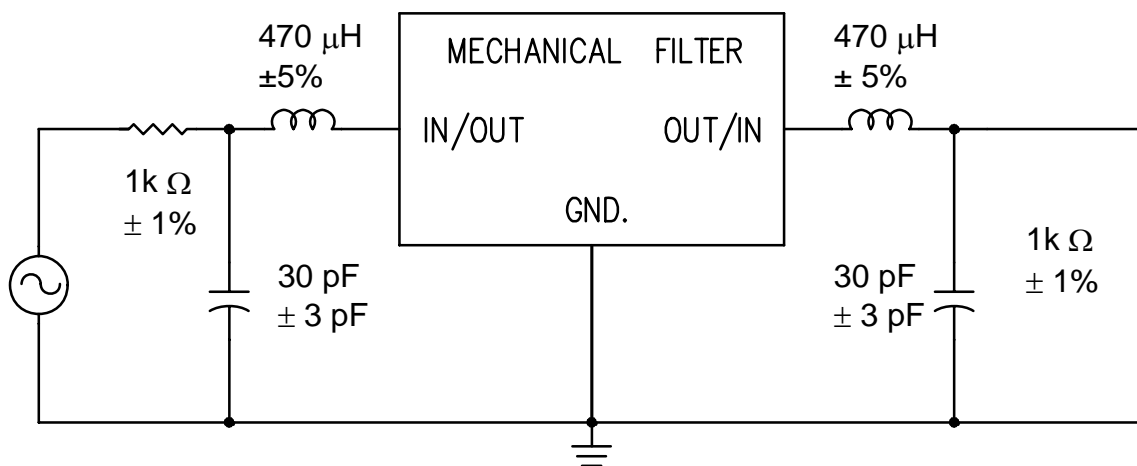 470 μH
±5%
MECHANICAL FILTER
470 μH
± 5%
IN/OUT
OUT/IN
1k Ω
± 1%
GND.
30 pF
± 3 pF
30 pF
± 3 pF
1k Ω
± 1%